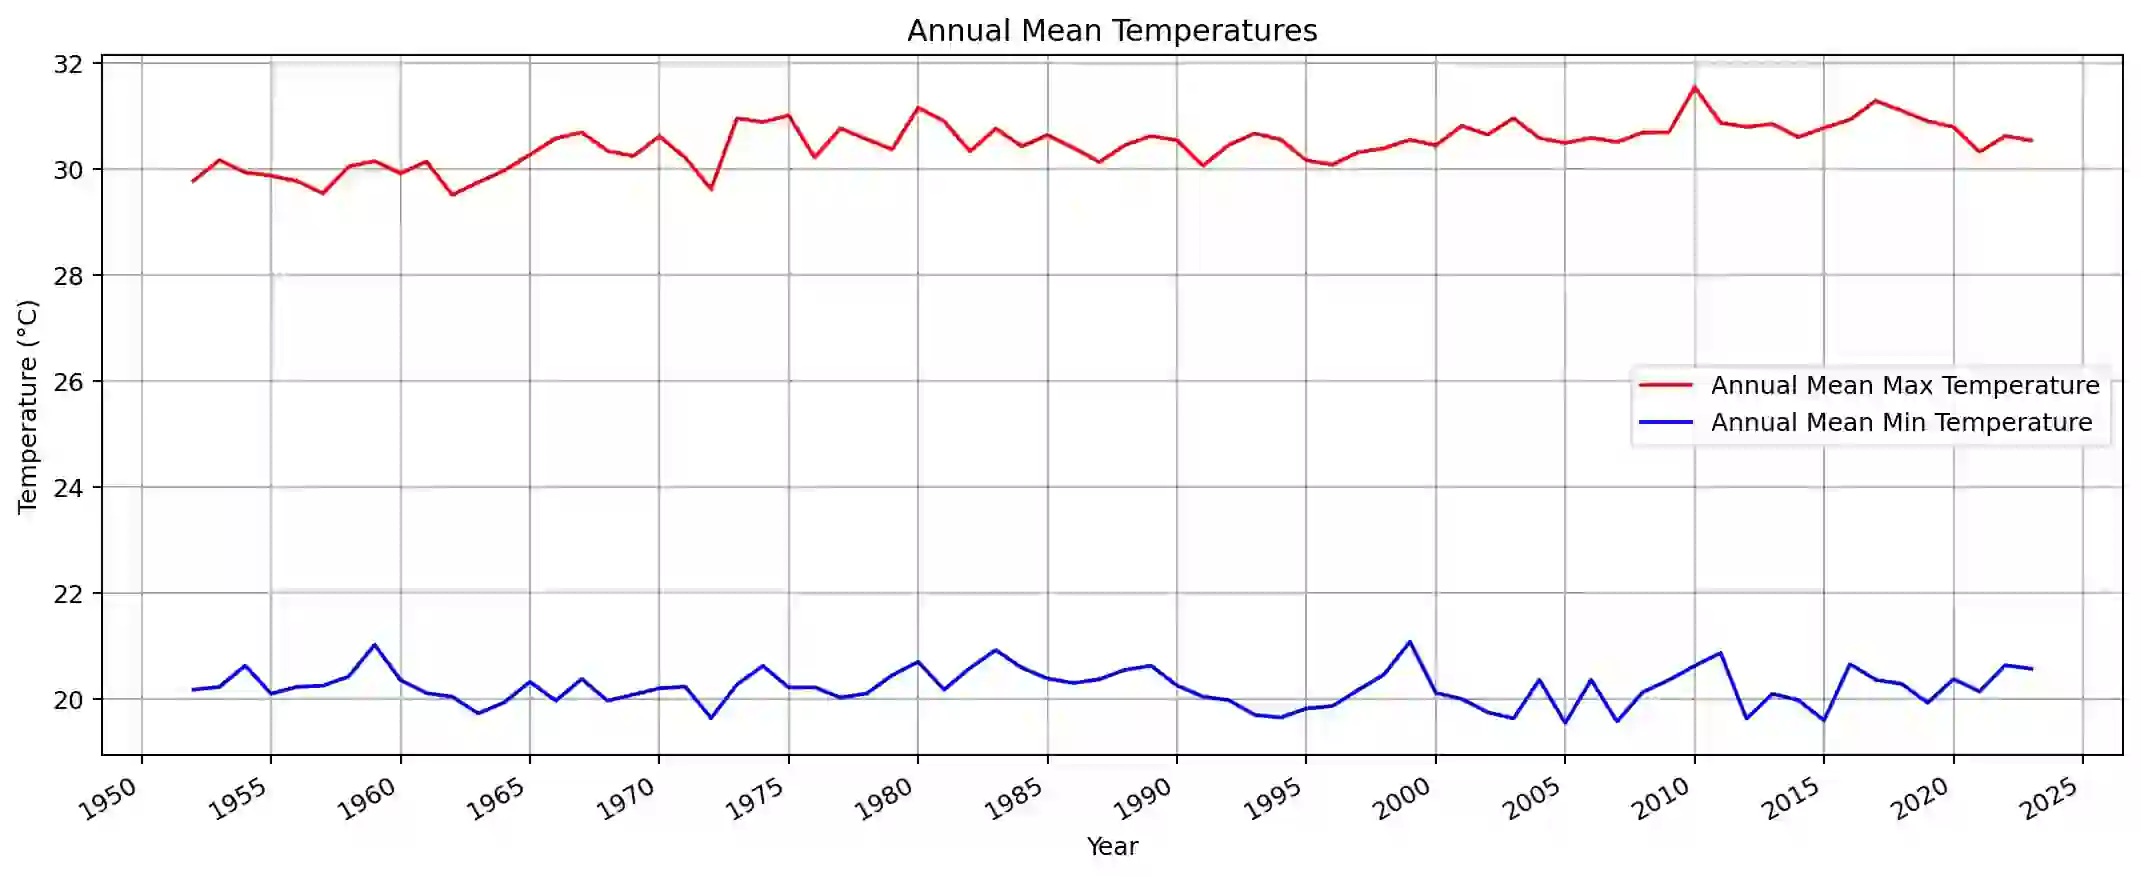 Annual Mean Temperatures
32
30
28
26
24
22
20
Temperature (°C)
Annual Mean Max Temperature
Annual Mean Min Temperature
1950 1955 1960 1965 1970 1975 1980 1985 1990 1995 2000 2005 2010 2015 2020 2025
Year